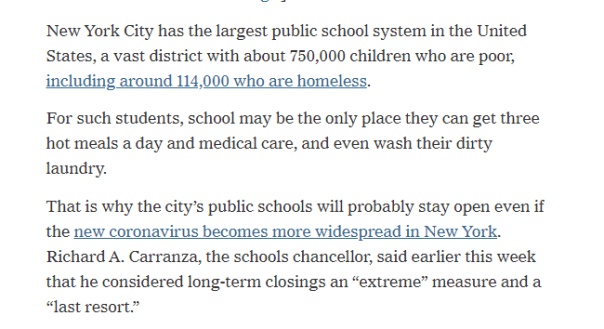 New York City has the largest public school system in the United
States, a vast district with about 750,000 children who are poor,
including around 114,000 who are homeless.
For such students, school may be the only place they can get three
hot meals a day and medical care, and even wash their dirty
laundry.
That is why the city’s public schools will probably stay open even if
the new coronavirus becomes more widespread in New York.
Richard A. Carranza, the schools chancellor, said earlier this week
that he considered long-term closings an “extreme” measure and a
“last resort.”